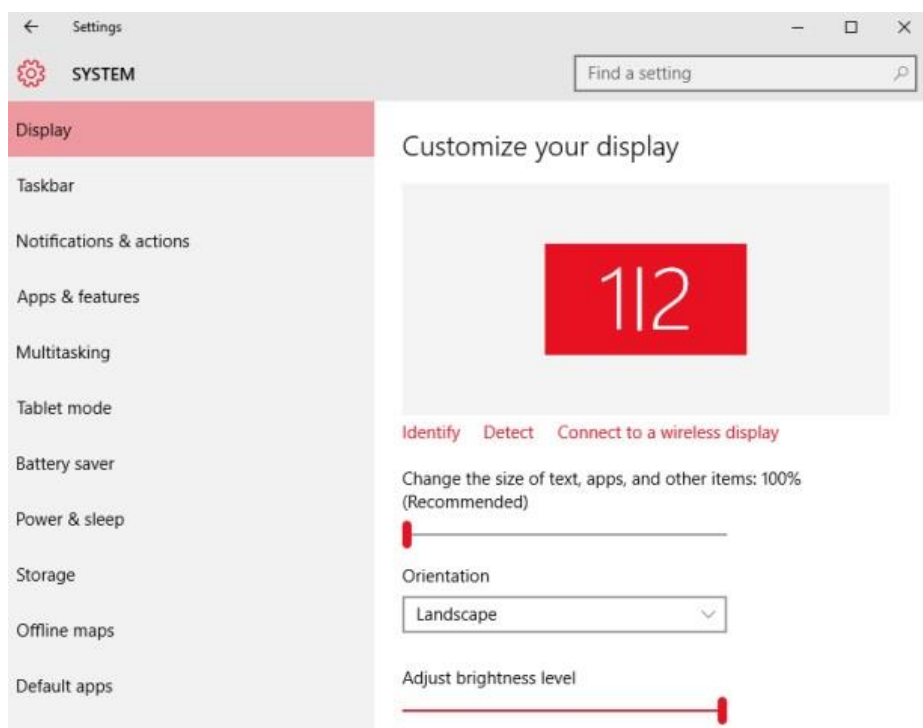 Settings
SYSTEM
Find a setting
Display
Taskbar
Notifications & actions
Apps & features
Multitasking
Tablet mode
Battery saver
Power & sleep
Storage
Offline maps
Default apps
Customize your display
1|2
Identify Detect Connect to a wireless display
Change the size of text, apps, and other items: 100%
(Recommended)
Orientation
Landscape
Adjust brightness level